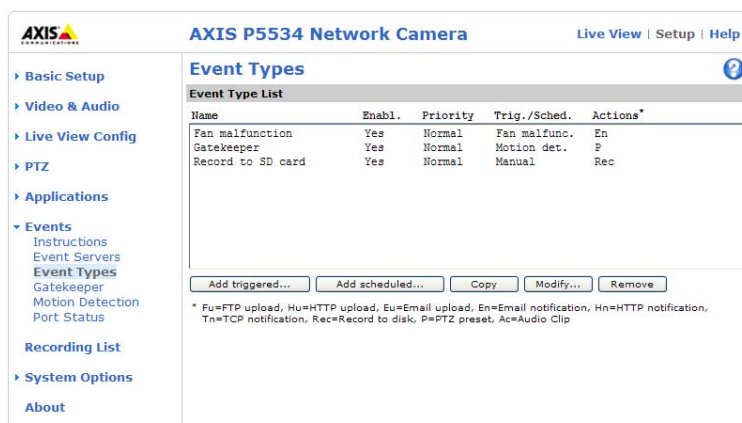 AXIS
COMMUNICATIONS
AXIS P5534 Network Camera
Live View | Setup | Help
Basic Setup
Video & Audio
Live View Config
PTZ
Applications
Events
Instructions
Event Servers
Event Types
Gatekeeper
Motion Detection
Port Status
Recording List
System Options
About
Event Types
?
Event Type List
Name Enabl. Priority Trig./Sched. Actions*
Fan malfunction Yes Normal Fan malfunc. En
Gatekeeper Yes Normal Motion det. P
Record to SD card Yes Normal Manual Rec
Add triggered... Add scheduled... Copy Modify... Remove
* Fu=FTP upload, Hu=HTTP upload, Eu=Email upload, En=Email notification, Hn=HTTP notification,
Tn=TCP notification, Rec=Record to disk, P=PTZ preset, Ac=Audio Clip